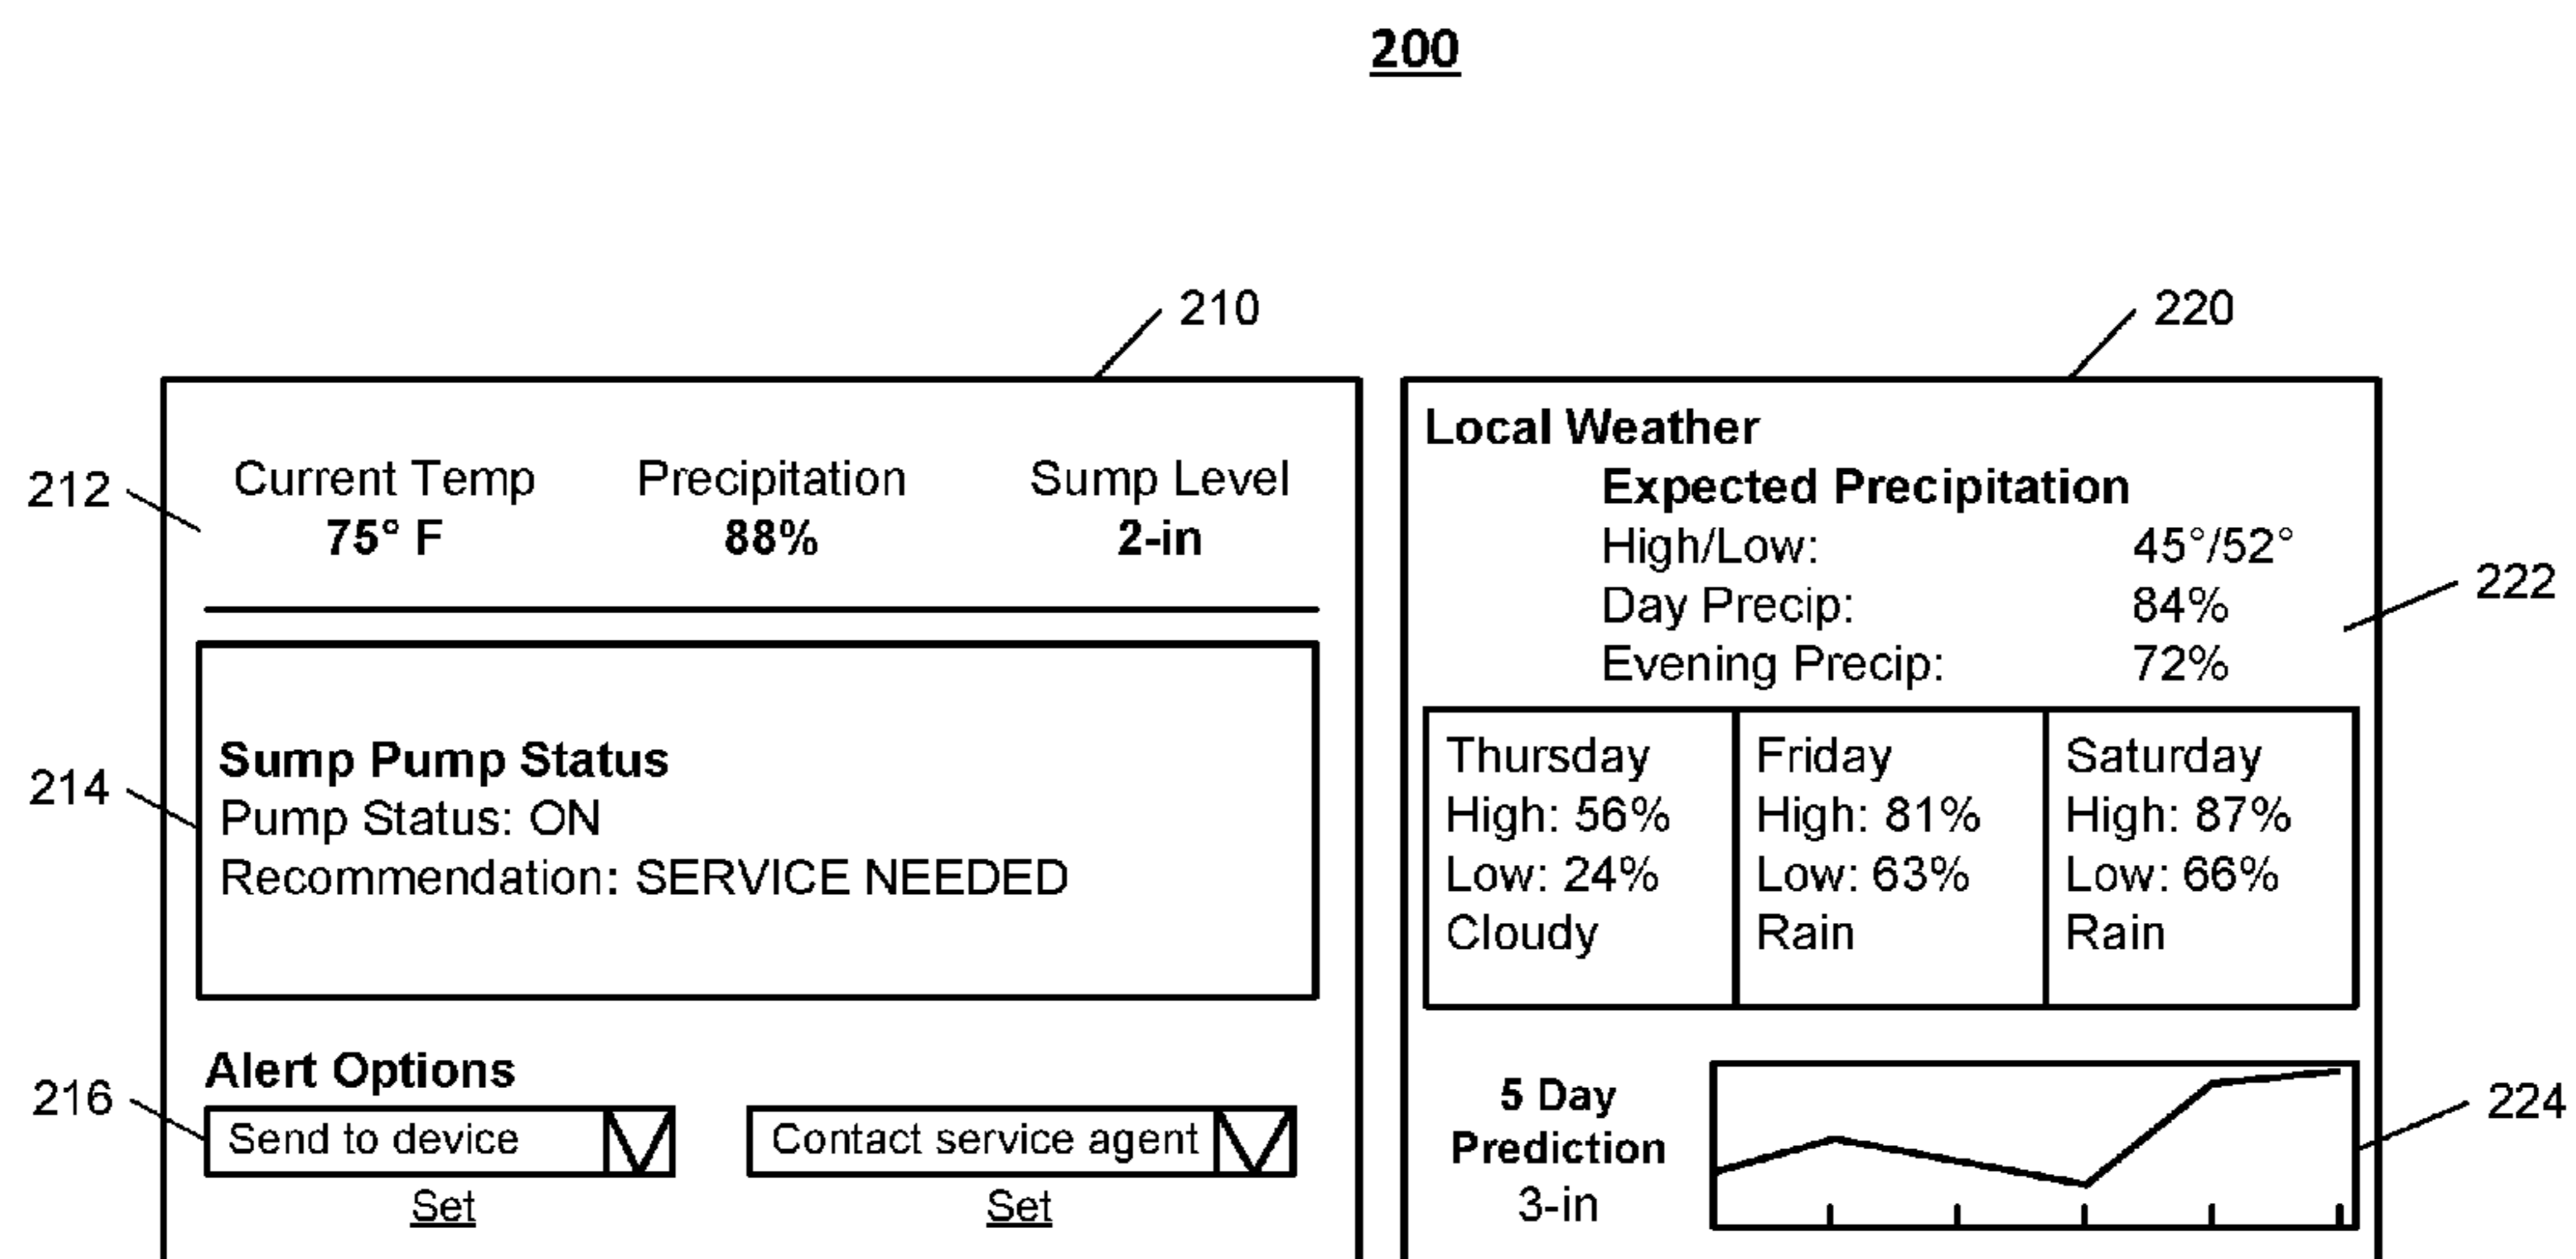 200
210
220
212
Current Temp Precipitation Sump Level
75° F 88% 2-in
214
Sump Pump Status
Pump Status: ON
Recommendation: SERVICE NEEDED
216
Alert Options
Send to device Contact service agent
Set Set
Local Weather
Expected Precipitation
High/Low: 45°/52°
Day Precip: 84%
Evening Precip: 72%
222
Thursday Friday Saturday
High: 56% High: 81% High: 87%
Low: 24% Low: 63% Low: 66%
Cloudy Rain Rain
5 Day
Prediction
3-in
224